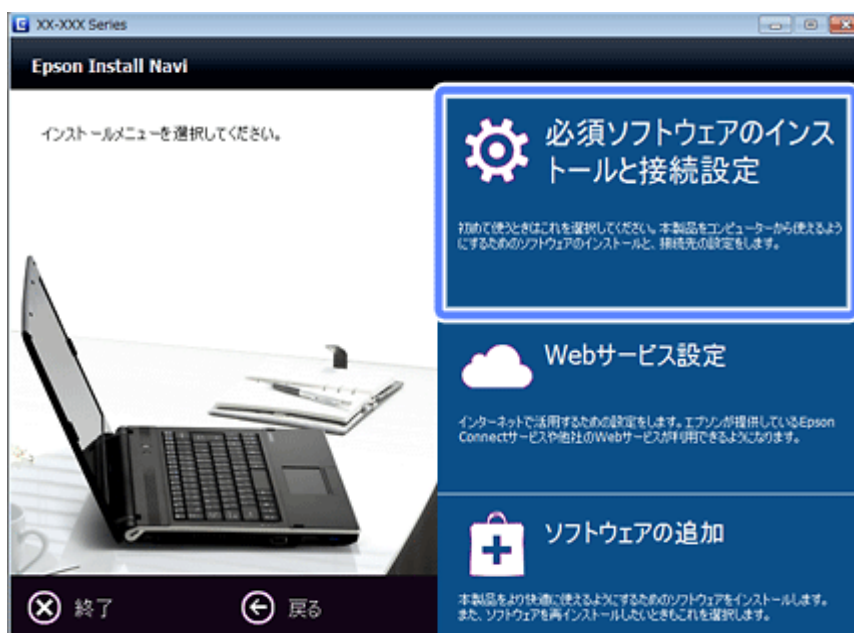 XX-XXX Series
Epson Install Navi
インストールメニューを選択してください。
必須ソフトウェアのインス
トールと接続設定
初めて使うときはこれを選択してください。本製品をコンピューターから使えるよう
にするためのソフトウェアのインストールと、接続先の設定をします。
Webサービス設定
インターネットで活用するための設定をします。エプソンが提供しているEpson
Connectサービスや他社のWebサービスが利用できるようになります。
ソフトウェアの追加
本製品をより快適に使えるようにするためのソフトウェアをインストールします。
また、ソフトウェアを再インストールしたいときもこれを選択します。
終了
戻る